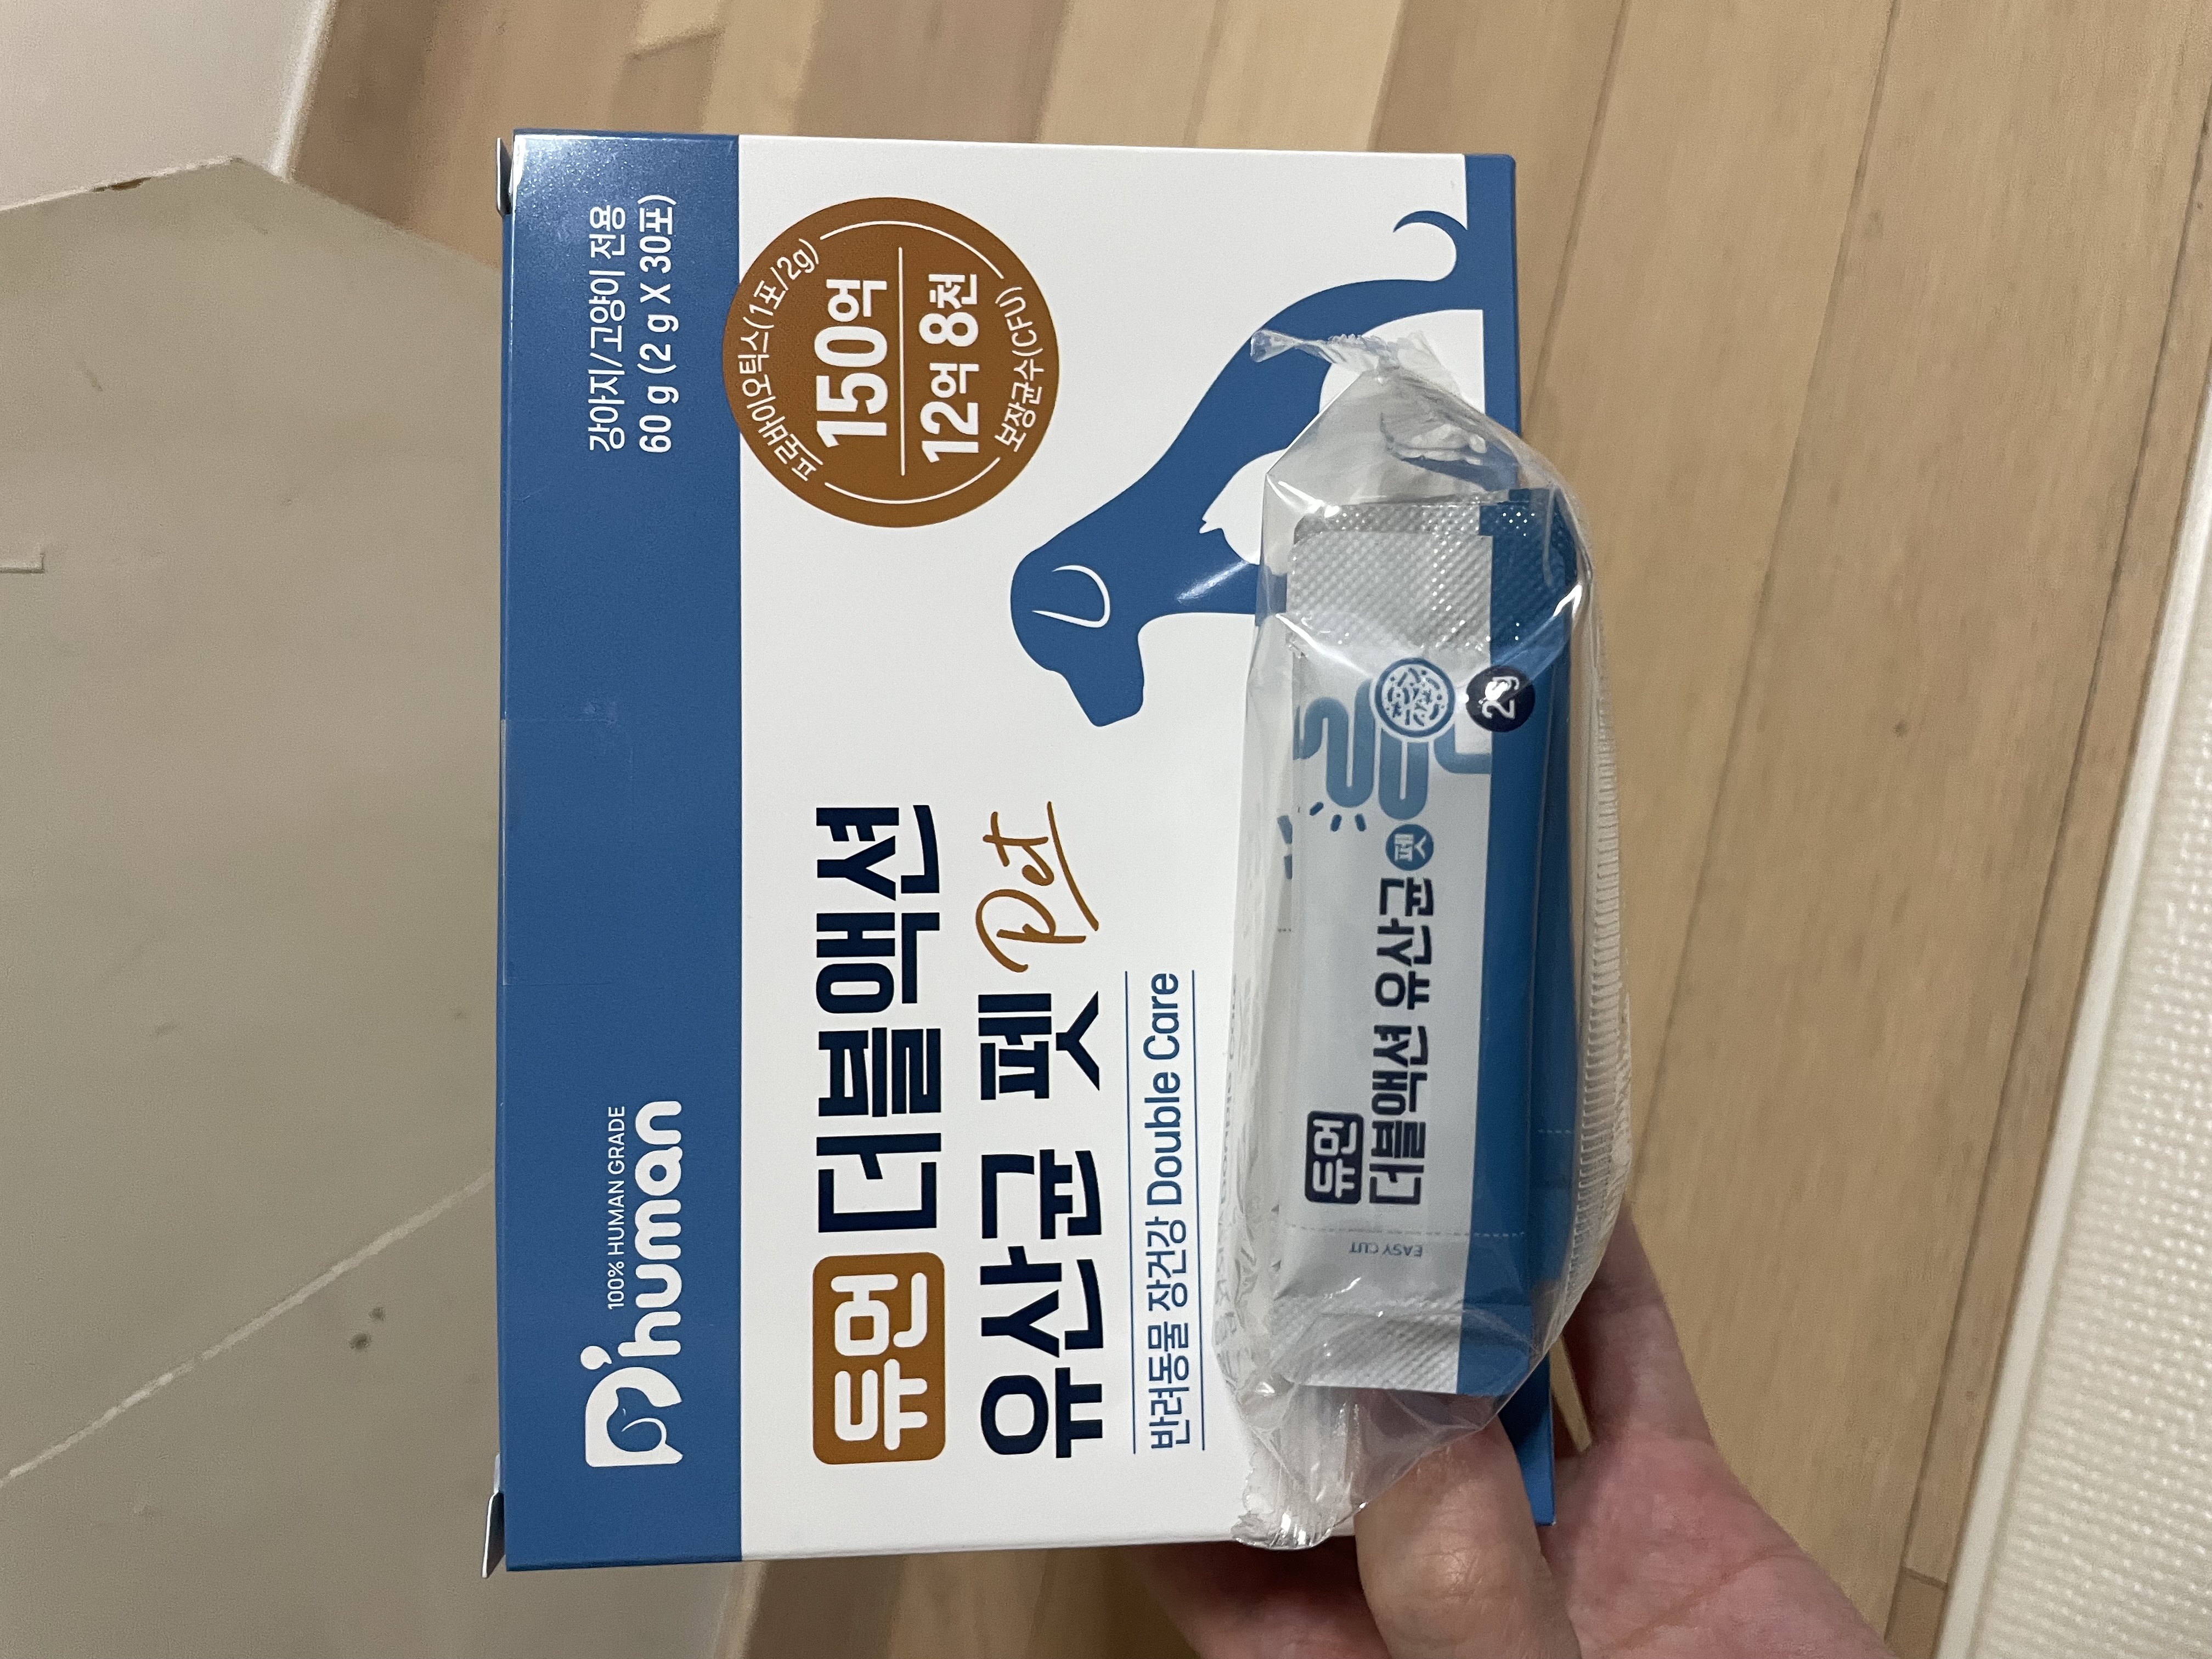 100% HUMAN GRADE
D'human
강아지/고양이 전용
60 g (2 g X 30포)
프로바이오틱스(1포/2g)
150억
12억 8천
보장균수(CFU)
듀먼 더블액션
유산균 펫 Pet
반려동물 장건강 Double Care
듀먼
더블액션 유산균 펫
2g
EASY CUT